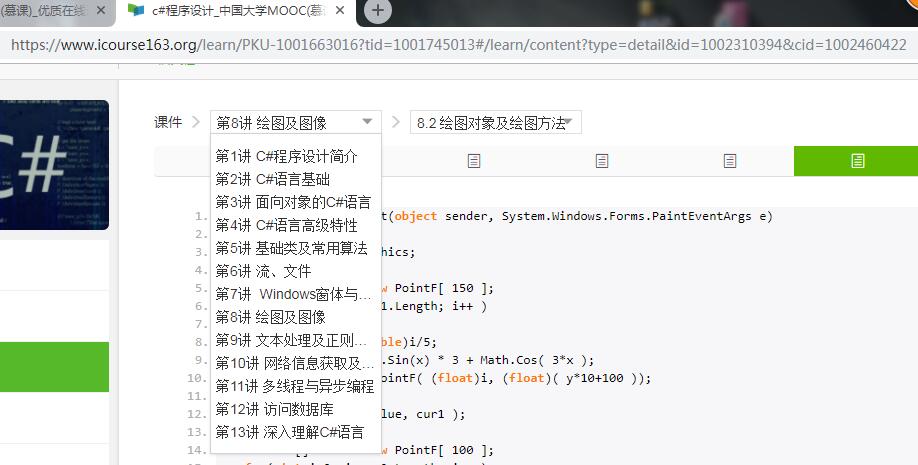 (慕课)_优质在线
c#程序设计_中国大学MOOC(慕
https://www.icourse163.org/learn/PKU-1001663016?tid=1001745013#/learn/content?type=detail&id=1002310394&cid=1002460422
C#
课件
第8讲 绘图及图像
8.2 绘图对象及绘图方法
第1讲 C#程序设计简介
第2讲 C#语言基础
第3讲 面向对象的C#语言
第4讲 C#语言高级特性
第5讲 基础类及常用算法
第6讲 流、文件
第7讲 Windows窗体与...
第8讲 绘图及图像
第9讲 文本处理及正则...
第10讲 网络信息获取及...
第11讲 多线程与异步编程
第12讲 访问数据库
第13讲 深入理解C#语言
1. t(object sender, System.Windows.Forms.PaintEventArgs e)
2.
3. hics;
4.
5. w PointF[ 150 ];
6. 1.Length; i++ )
7.
8. ble)i/5;
9. .Sin(x) * 3 + Math.Cos( 3*x );
10. ointF( (float)i, (float)( y*10+100 ));
11.
12. lue, cur1 );
13.
14. w PointF[ 100 ];